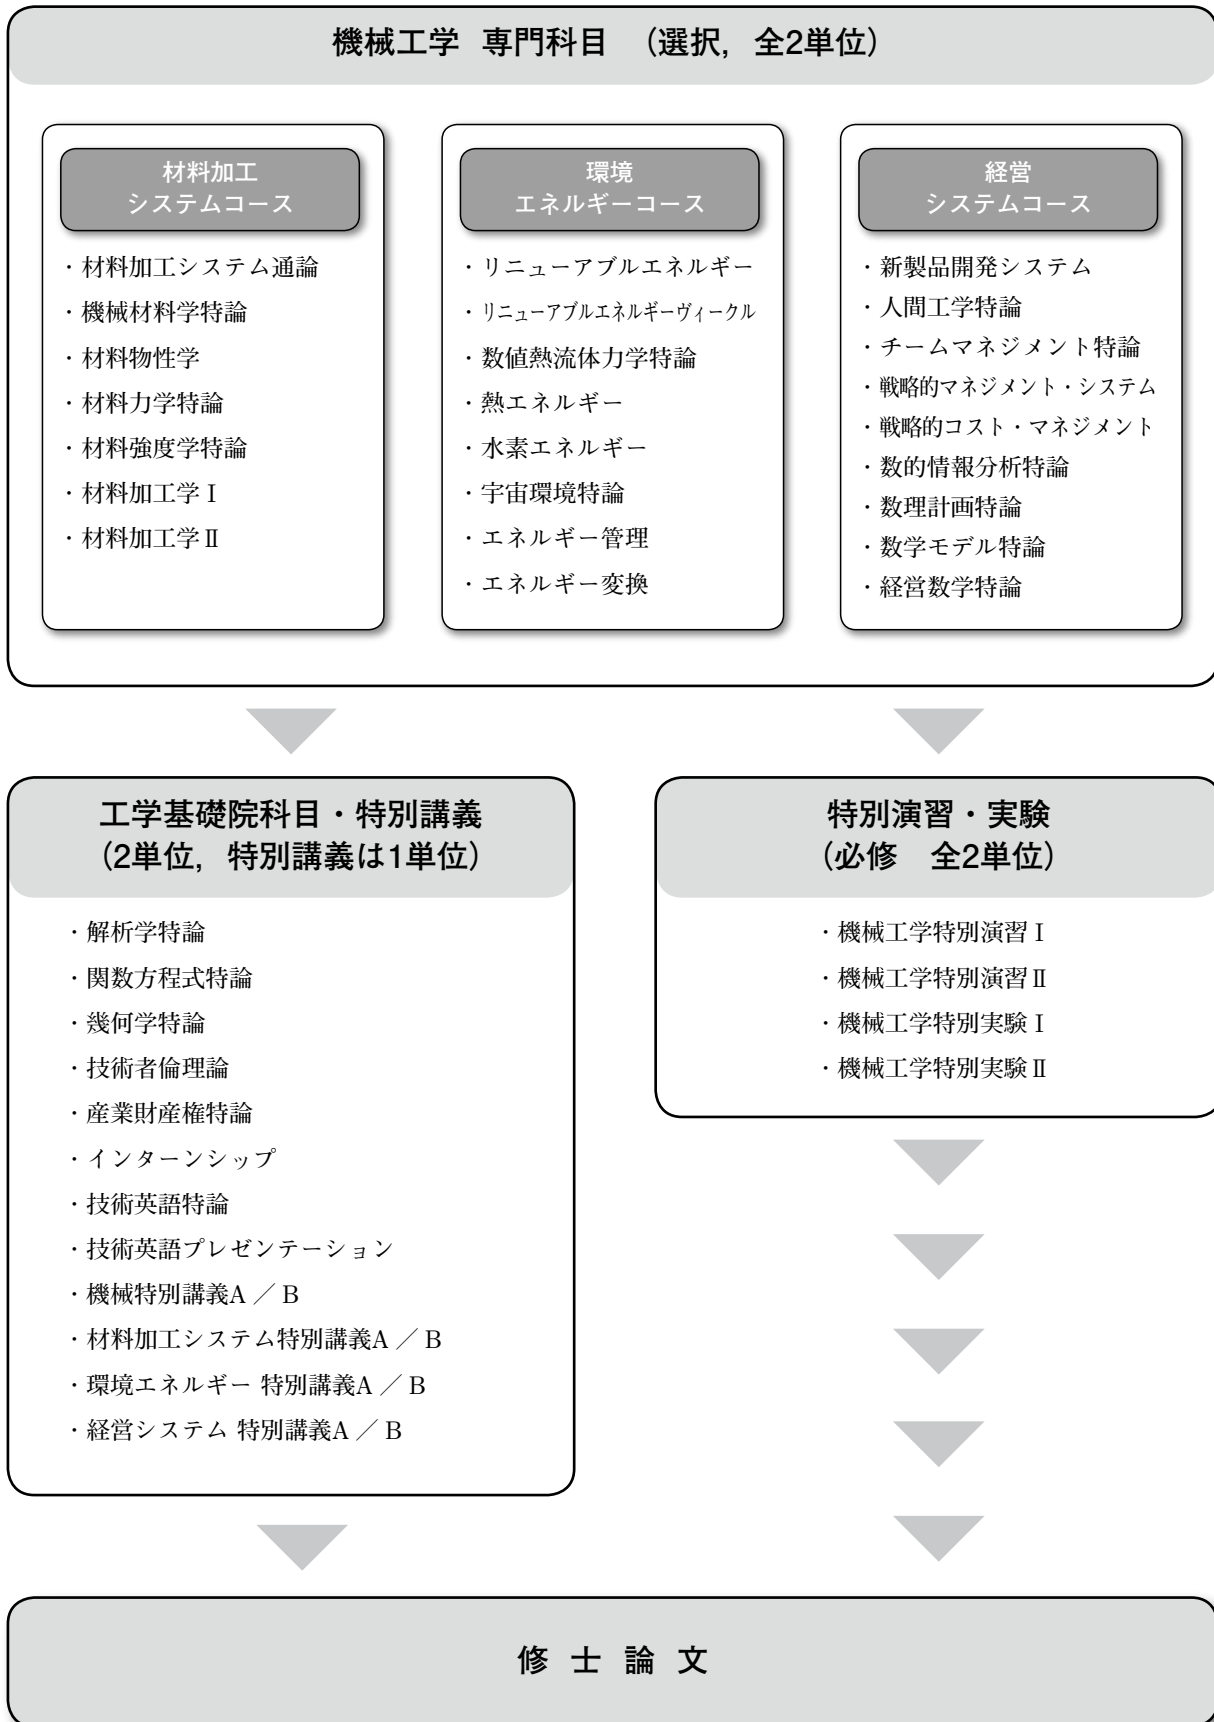 機械工学 専門科目 （選択，全2単位）
材料加工
システムコース
・材料加工システム通論
・機械材料学特論
・材料物性学
・材料力学特論
・材料強度学特論
・材料加工学Ⅰ
・材料加工学Ⅱ
環境
エネルギーコース
・リニューアブルエネルギー
・リニューアブルエネルギーヴィークル
・数値熱流体力学特論
・熱エネルギー
・水素エネルギー
・宇宙環境特論
・エネルギー管理
・エネルギー変換
経営
システムコース
・新製品開発システム
・人間工学特論
・チームマネジメント特論
・戦略的マネジメント・システム
・戦略的コスト・マネジメント
・数的情報分析特論
・数理計画特論
・数学モデル特論
・経営数学特論
工学基礎院科目・特別講義
（2単位，特別講義は1単位）
・解析学特論
・関数方程式特論
・幾何学特論
・技術者倫理論
・産業財産権特論
・インターンシップ
・技術英語特論
・技術英語プレゼンテーション
・機械特別講義A ／ B
・材料加工システム特別講義A ／ B
・環境エネルギー 特別講義A ／ B
・経営システム 特別講義A ／ B
特別演習・実験
（必修　全2単位）
・機械工学特別演習Ⅰ
・機械工学特別演習Ⅱ
・機械工学特別実験Ⅰ
・機械工学特別実験Ⅱ
修 士 論 文